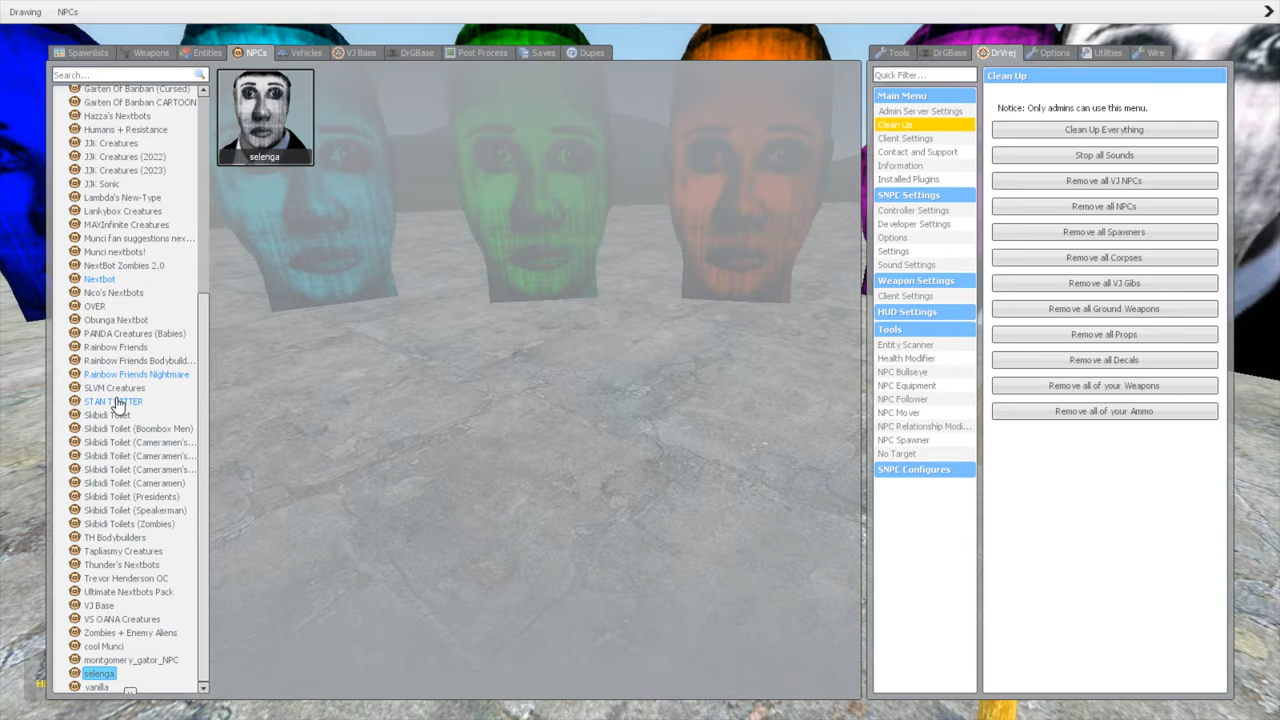 Drawing NPCs
Spawnlists Weapons Entities NPCs Vehicles VJ Base DrGBase Post Process Saves Dupes
Search...
Garten Of Banban (Cursed)
Garten Of Banban CARTOON
Hazza's Nextbots
Humans + Resistance
JJK Creatures
JJK Creatures (2022)
JJK Creatures (2023)
JJK Sonic
Lambda's New-Type
Lankybox Creatures
MAXInfinite Creatures
Munci fan suggestions nex...
Munci nextbots!
NextBot Zombies 2.0
Nextbot
Nico's Nextbots
OVER
Obunga Nextbot
PANDA Creatures (Babies)
Rainbow Friends
Rainbow Friends Bodybuild...
Rainbow Friends Nightmare
SLVM Creatures
STAN
Skibidi Toilet
Skibidi Toilet (Boombox Men)
Skibidi Toilet (Cameramen's...
Skibidi Toilet (Cameramen's...
Skibidi Toilet (Cameramen's...
Skibidi Toilet (Cameramen)
Skibidi Toilet (Presidents)
Skibidi Toilet (Speakerman)
Skibidi Toilets (Zombies)
TH Bodybuilders
Tapliasmy Creatures
Thunder's Nextbots
Trevor Henderson OC
Ultimate Nextbots Pack
VJ Base
VS OANA Creatures
Zombies + Enemy Aliens
cool Munci
montgomery_gator_NPC
selenga
vanilla
selenga
Tools DrGBase DrVrej Options Utilities Wire
Quick Filter...
Main Menu
Admin Server Settings
Clean Up
Client Settings
Contact and Support
Information
Installed Plugins
SNPC Settings
Controller Settings
Developer Settings
Options
Settings
Sound Settings
Weapon Settings
Client Settings
HUD Settings
Tools
Entity Scanner
Health Modifier
NPC Bullseye
NPC Equipment
NPC Follower
NPC Mover
NPC Relationship Modi...
NPC Spawner
No Target
SNPC Configures
Clean Up
Notice: Only admins can use this menu.
Clean Up Everything
Stop all Sounds
Remove all VJ NPCs
Remove all NPCs
Remove all Spawners
Remove all Corpses
Remove all VJ Gibs
Remove all Ground Weapons
Remove all Props
Remove all Decals
Remove all of your Weapons
Remove all of your Ammo